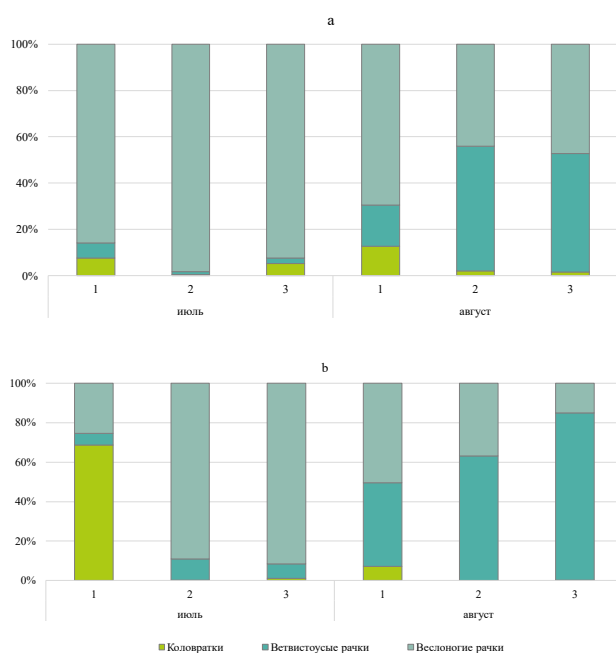 a
100%
80%
60%
40%
20%
0%
1 2 3 1 2 3
июль август
b
100%
80%
60%
40%
20%
0%
1 2 3 1 2 3
июль август
Коловратки Ветвистоусые рачки Веслоногие рачки